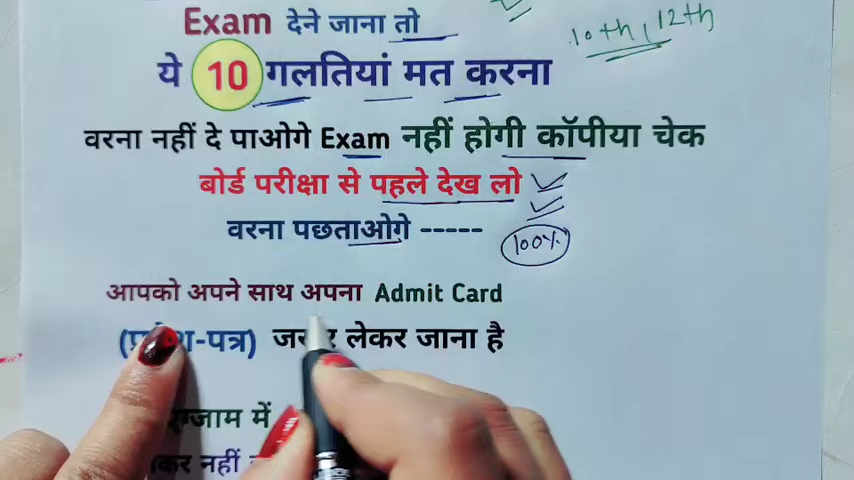 Exam देने जाना तो
10th, 12th
ये 10 गलतियां मत करना
वरना नहीं दे पाओगे Exam नहीं होगी कॉपीया चेक
बोर्ड परीक्षा से पहले देख लो
वरना पछताओगे -----
100%
आपको अपने साथ अपना Admit Card
लेकर जाना है
में
नहीं